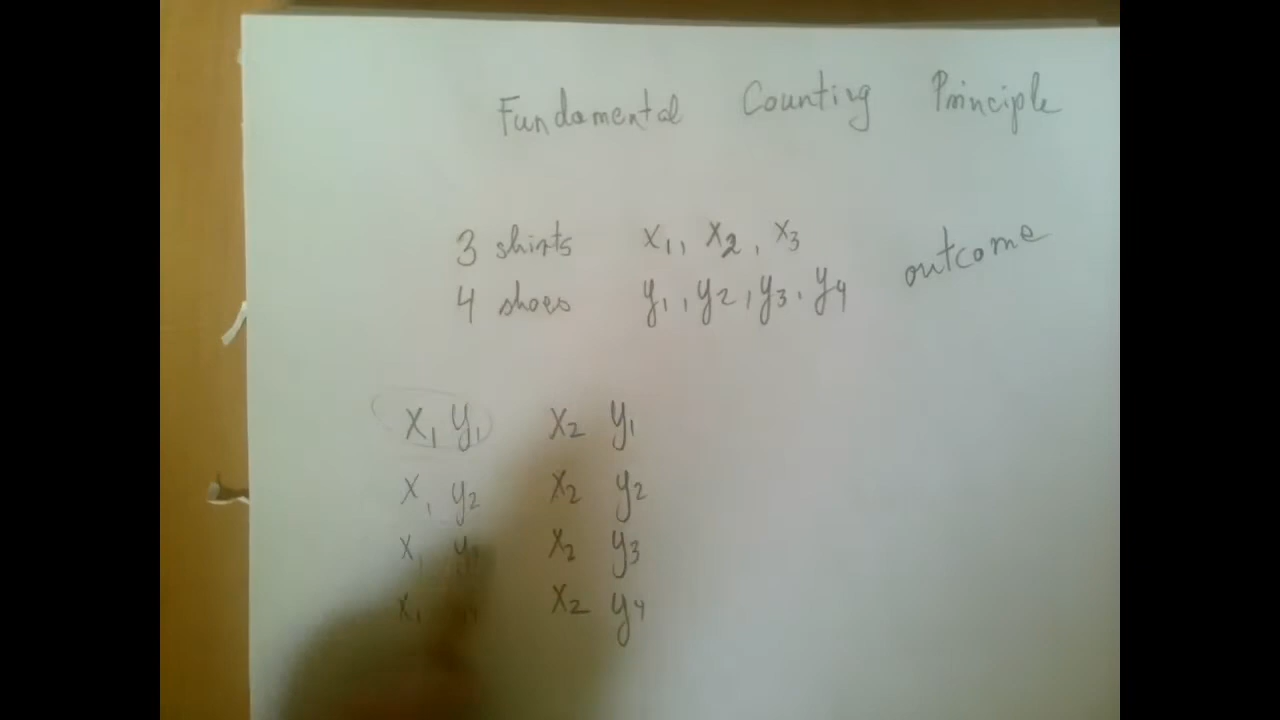 Fundamental Counting Principle
3 shirts x1, x2, x3
outcome
4 shoes y1, y2, y3, y4
x1 y1 x2 y1
x1 y2 x2 y2
x1 x2 y3
x1 x2 y4